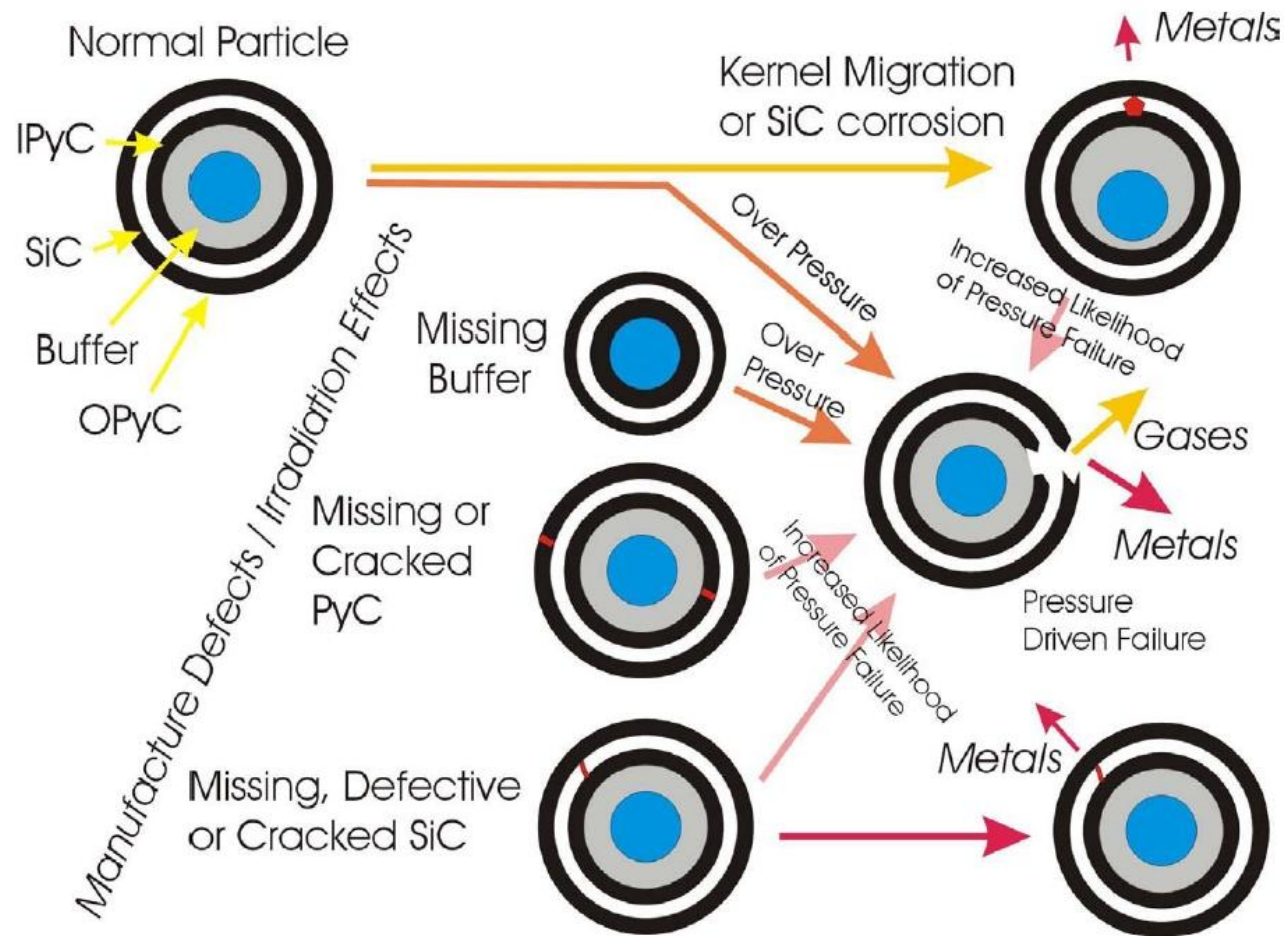 Normal Particle
IPyC
SiC
Buffer
OPyC
Manufacture Defects / Irradiation Effects
Kernel Migration
or SiC corrosion
Metals
Over Pressure
Increased Likelihood
of Pressure Failure
Missing
Buffer
Over
Pressure
Gases
Metals
Missing or
Cracked
PyC
Increased Likelihood
of Pressure Failure
Pressure
Driven Failure
Missing, Defective
or Cracked SiC
Metals